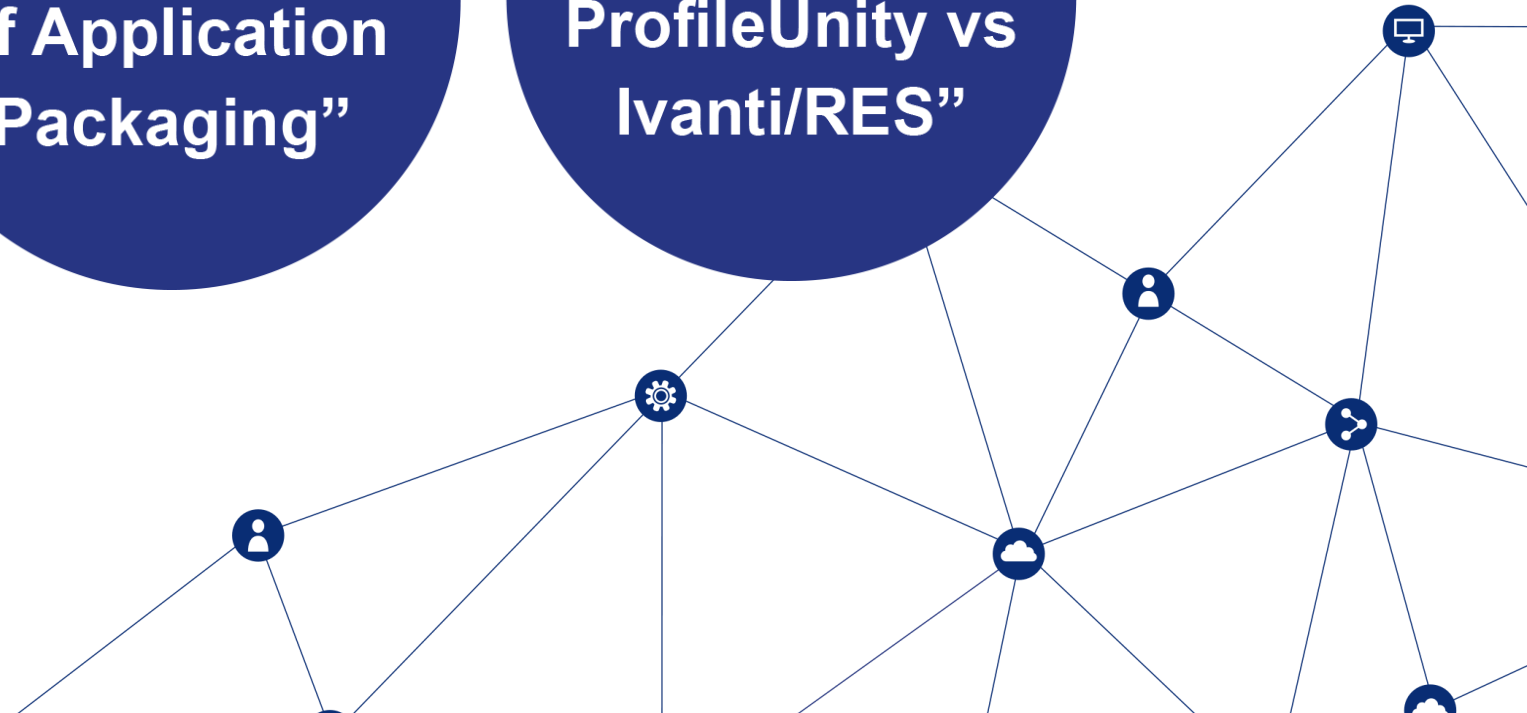 f Application
Packaging”
ProfileUnity vs
Ivanti/RES”